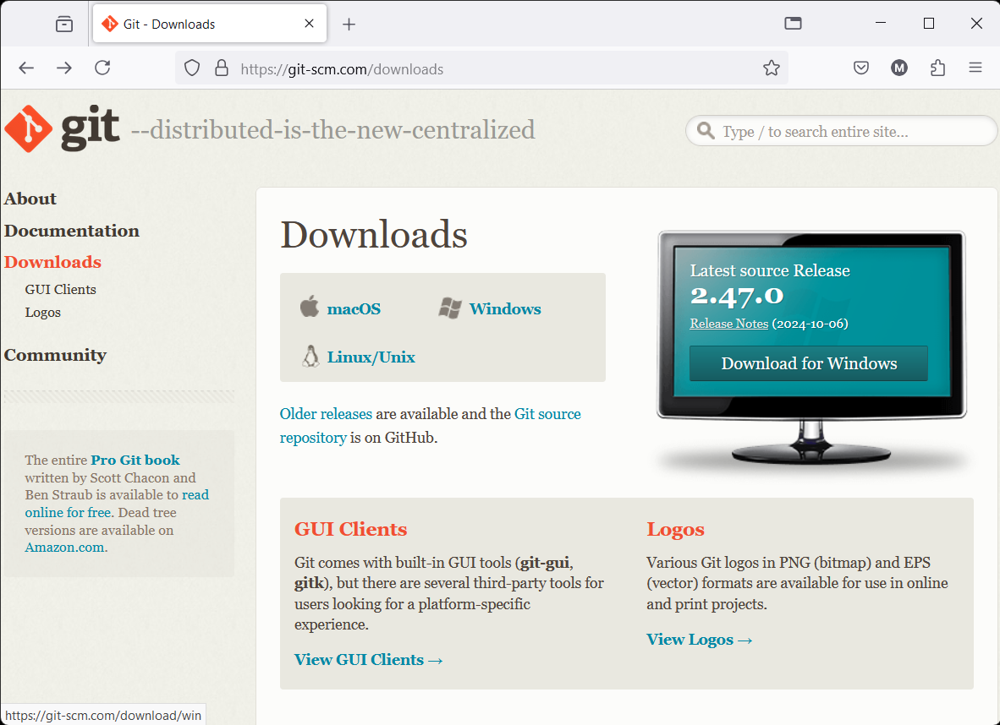 Git - Downloads
https://git-scm.com/downloads
M
git --distributed-is-the-new-centralized
Type / to search entire site...
About
Documentation
Downloads
GUI Clients
Logos
Community
The entire Pro Git book
written by Scott Chacon and
Ben Straub is available to read
online for free. Dead tree
versions are available on
Amazon.com.
Downloads
macOS
Windows
Linux/Unix
Older releases are available and the Git source
repository is on GitHub.
Latest source Release
2.47.0
Release Notes (2024-10-06)
Download for Windows
GUI Clients
Git comes with built-in GUI tools (git-gui,
gitk), but there are several third-party tools for
users looking for a platform-specific
experience.
View GUI Clients →
Logos
Various Git logos in PNG (bitmap) and EPS
(vector) formats are available for use in online
and print projects.
View Logos →
https://git-scm.com/download/win